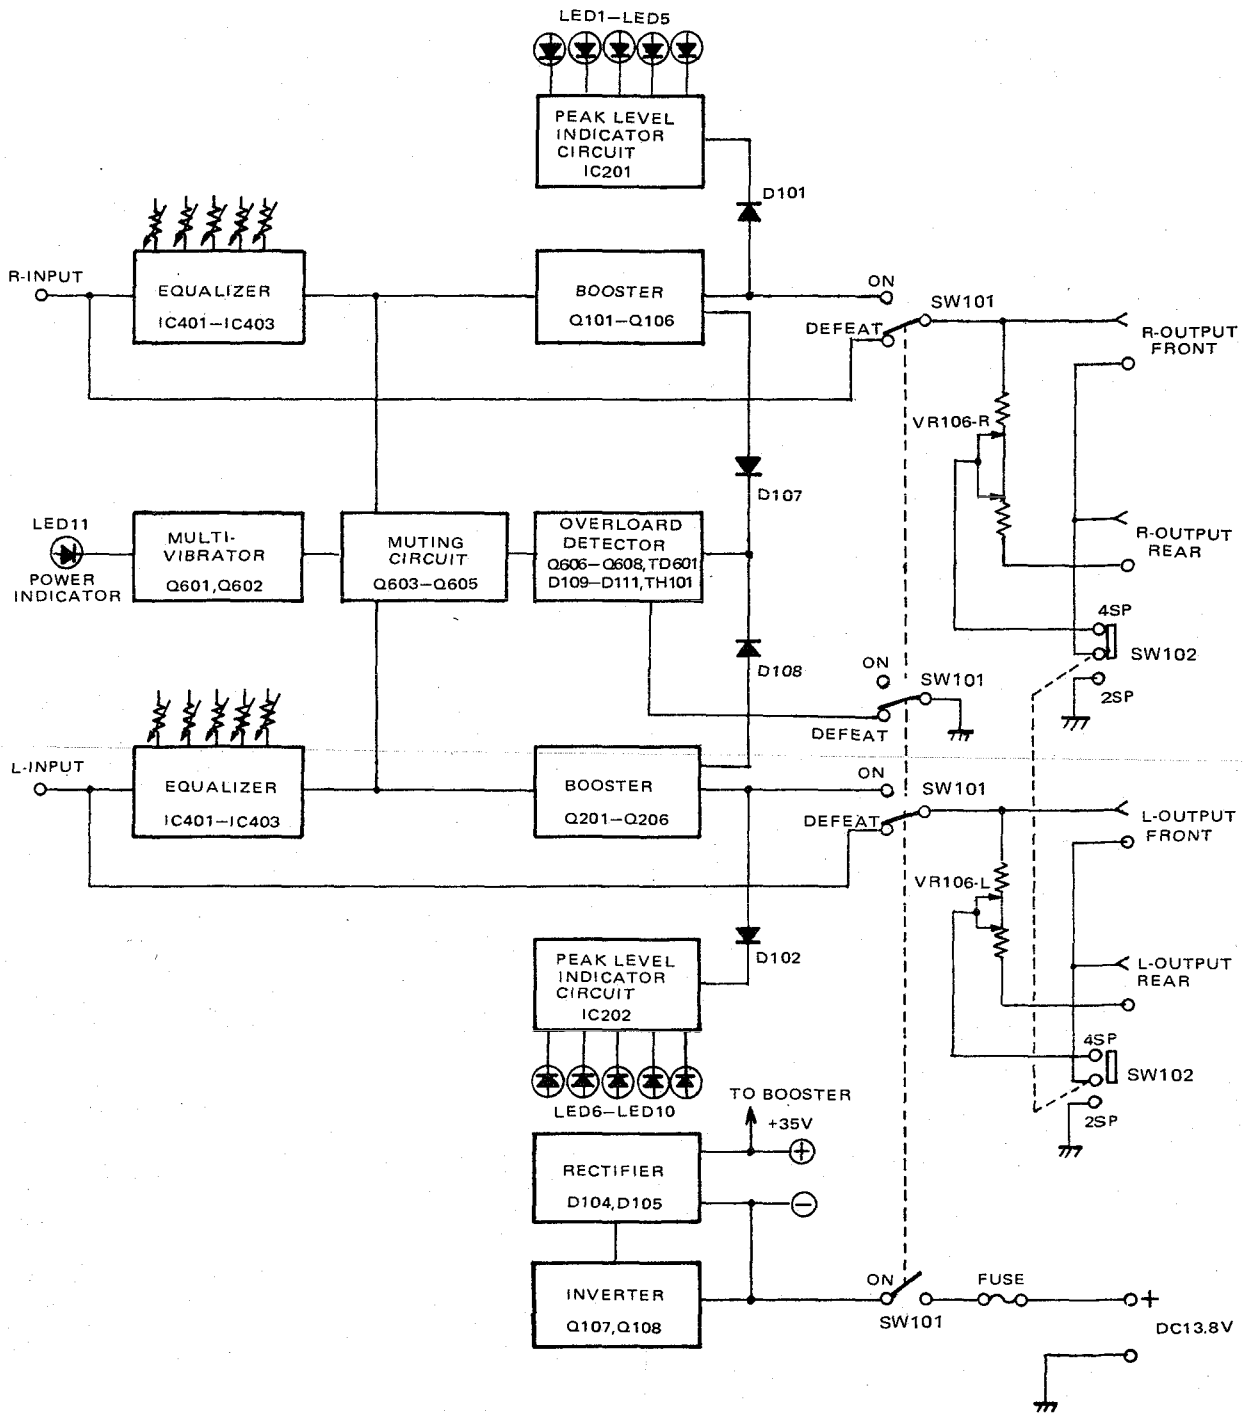 LED1—LED5
PEAK LEVEL
INDICATOR
CIRCUIT
IC201
D101
R-INPUT
EQUALIZER
IC401—IC403
BOOSTER
Q101—Q106
ON
SW101
DEFEAT
R-OUTPUT
FRONT
VR106-R
D107
LED11
POWER
INDICATOR
MULTI-
VIBRATOR
Q601,Q602
MUTING
CIRCUIT
Q603—Q605
OVERLOARD
DETECTOR
Q606—Q608,TD601
D109—D111,TH101
R-OUTPUT
REAR
4SP
SW102
2SP
D108
ON
SW101
DEFEAT
L-INPUT
EQUALIZER
IC401—IC403
BOOSTER
Q201—Q206
ON
SW101
DEFEAT
L-OUTPUT
FRONT
VR106-L
D102
PEAK LEVEL
INDICATOR
CIRCUIT
IC202
L-OUTPUT
REAR
4SP
SW102
2SP
LED6—LED10
TO BOOSTER
+35V
+
RECTIFIER
D104,D105
−
INVERTER
Q107,Q108
ON
SW101
FUSE
+
DC13.8V